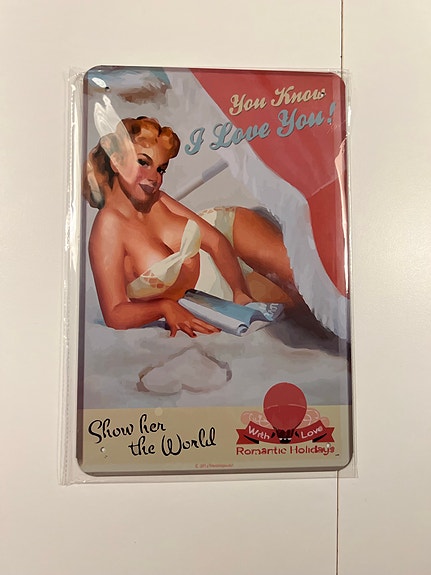 You Know
I Love You!
Show her
the World
With Love
Romantic Holidays